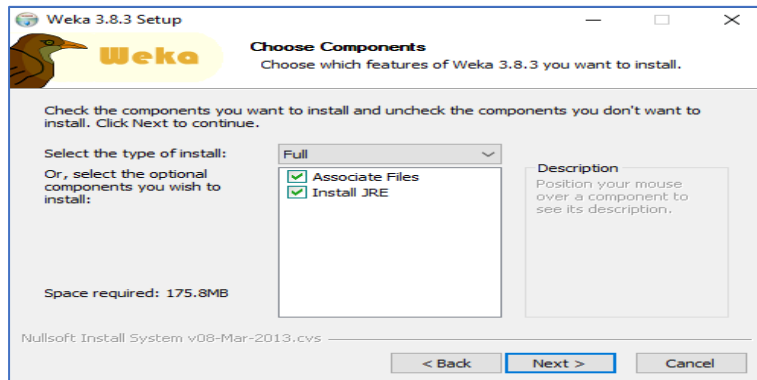 Weka 3.8.3 Setup
Weka
Choose Components
Choose which features of Weka 3.8.3 you want to install.
Check the components you want to install and uncheck the components you don't want to
install. Click Next to continue.
Select the type of install:
Full
Or, select the optional
components you wish to
install:
Associate Files
Install JRE
Description
Position your mouse
over a component to
see its description.
Space required: 175.8MB
Nullsoft Install System v08-Mar-2013.cvs
< Back
Next >
Cancel